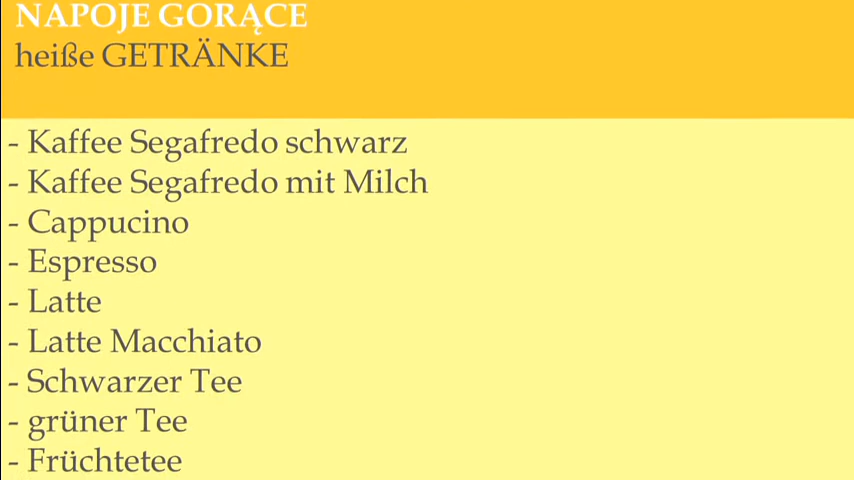 NAPOJE GORĄCE
heiße GETRÄNKE
- Kaffee Segafredo schwarz
- Kaffee Segafredo mit Milch
- Cappucino
- Espresso
- Latte
- Latte Macchiato
- Schwarzer Tee
- grüner Tee
- Früchtetee